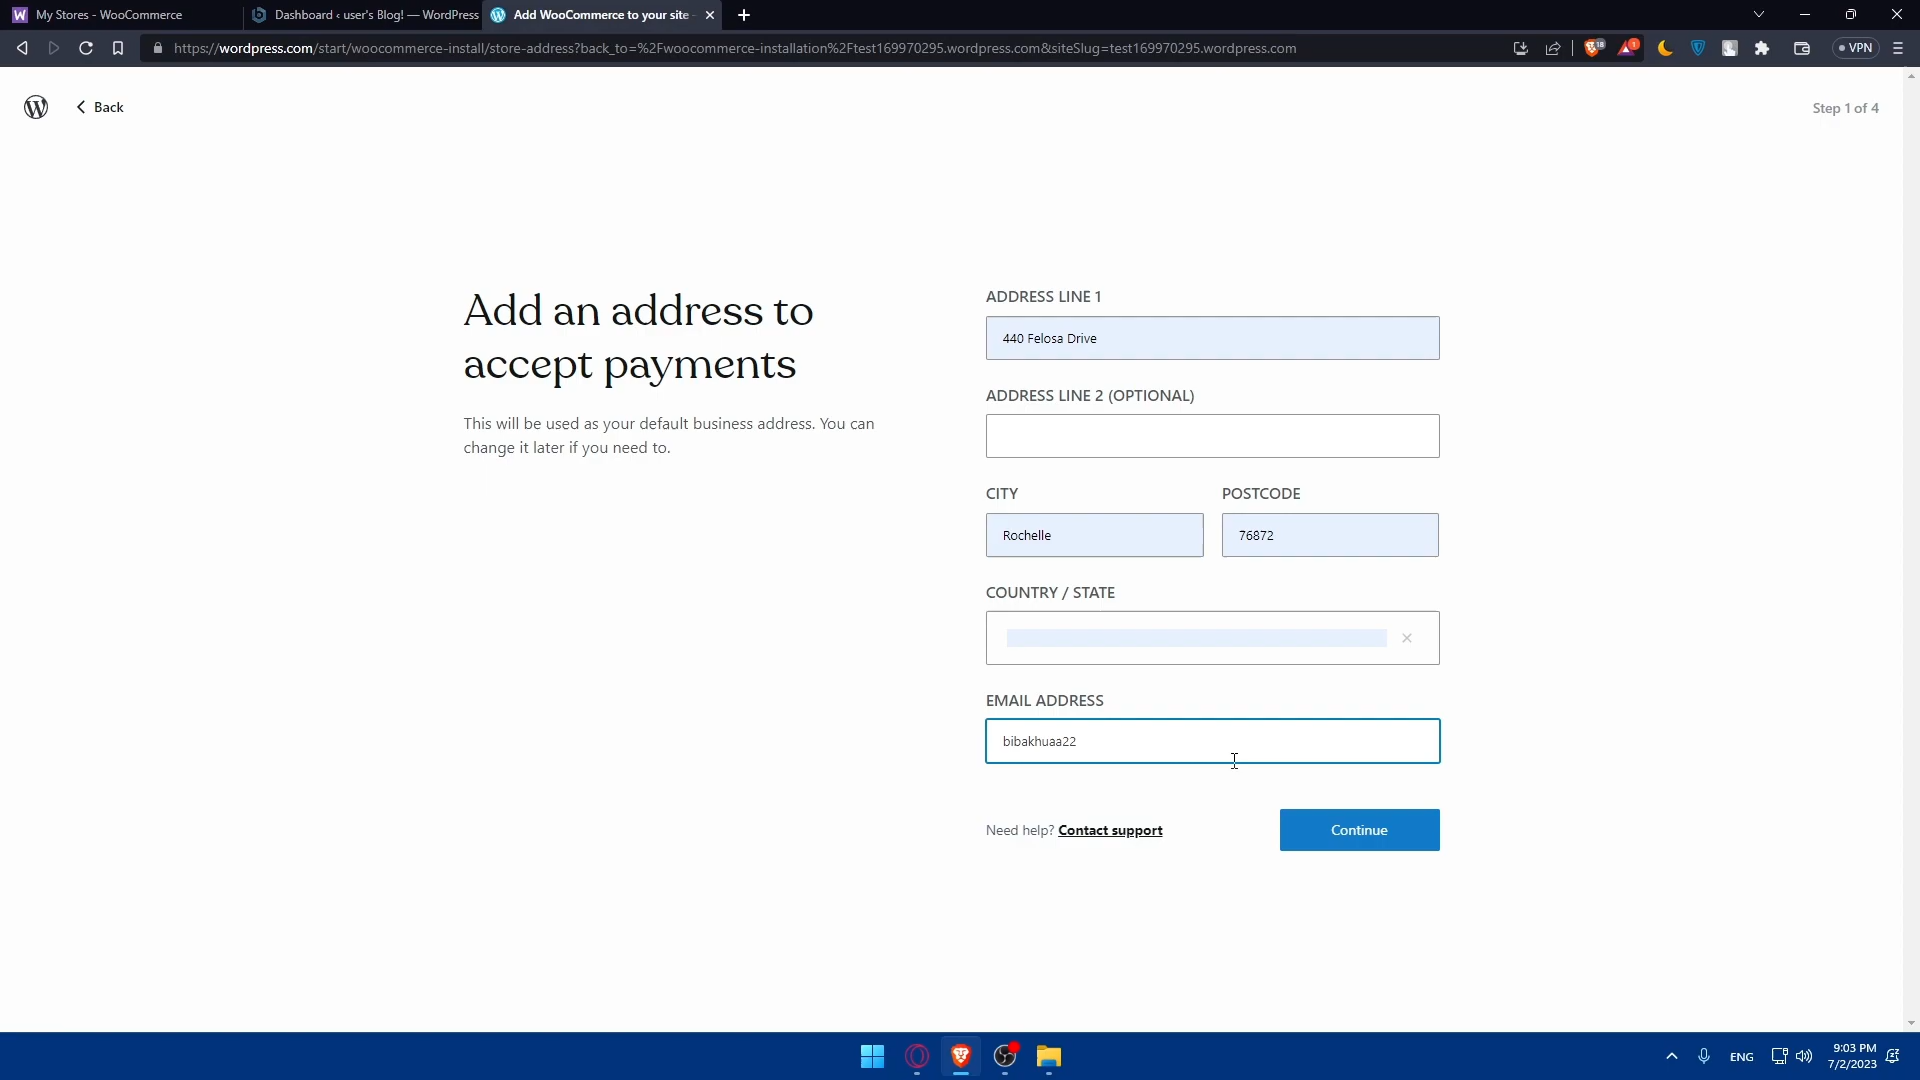 My Stores - WooCommerce
Dashboard ‹ user's Blog! — WordPress
Add WooCommerce to your site -
https://wordpress.com/start/woocommerce-install/store-address?back_to=%2Fwoocommerce-installation%2Ftest169970295.wordpress.com&siteSlug=test169970295.wordpress.com
18
1
VPN
Back
Step 1 of 4
Add an address to
accept payments
This will be used as your default business address. You can
change it later if you need to.
ADDRESS LINE 1
440 Felosa Drive
ADDRESS LINE 2 (OPTIONAL)
CITY
POSTCODE
Rochelle
76872
COUNTRY / STATE
EMAIL ADDRESS
bibakhuaa22
Need help? Contact support
Continue
ENG
9:03 PM
7/2/2023